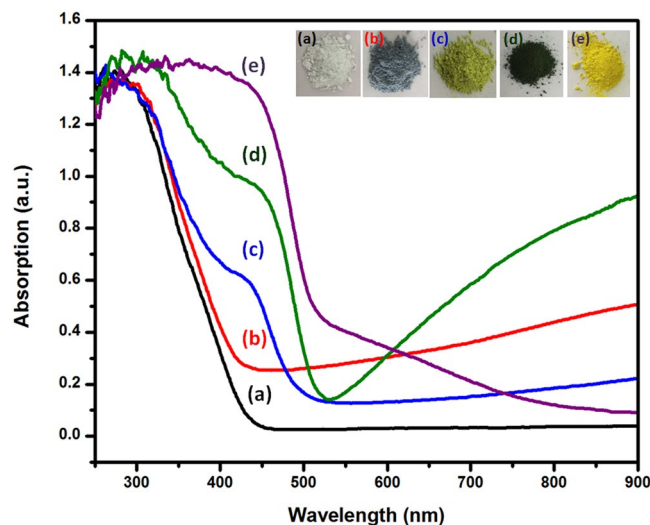 (a) (b) (c) (d) (e)
1.6
1.4
1.2
1.0
0.8
0.6
0.4
0.2
0.0
Absorption (a.u.)
(e)
(d)
(c)
(b)
(a)
300 400 500 600 700 800 900
Wavelength (nm)